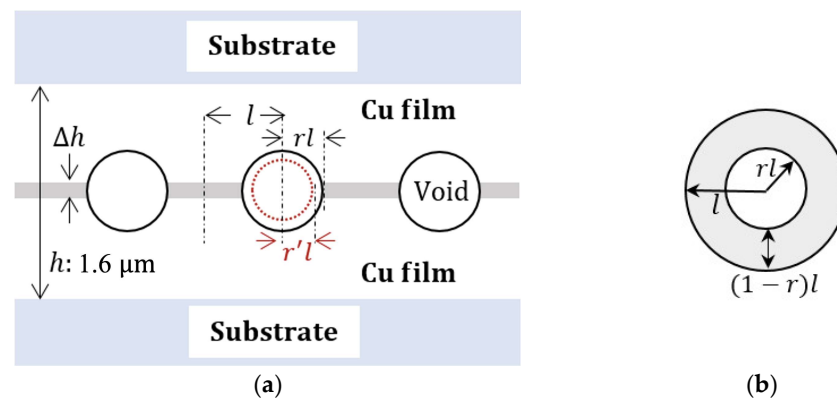 Substrate
l
Cu film
Δh
rl
rl
Void
l
r′l
h: 1.6 μm
Cu film
(1 − r)l
Substrate
(a)
(b)